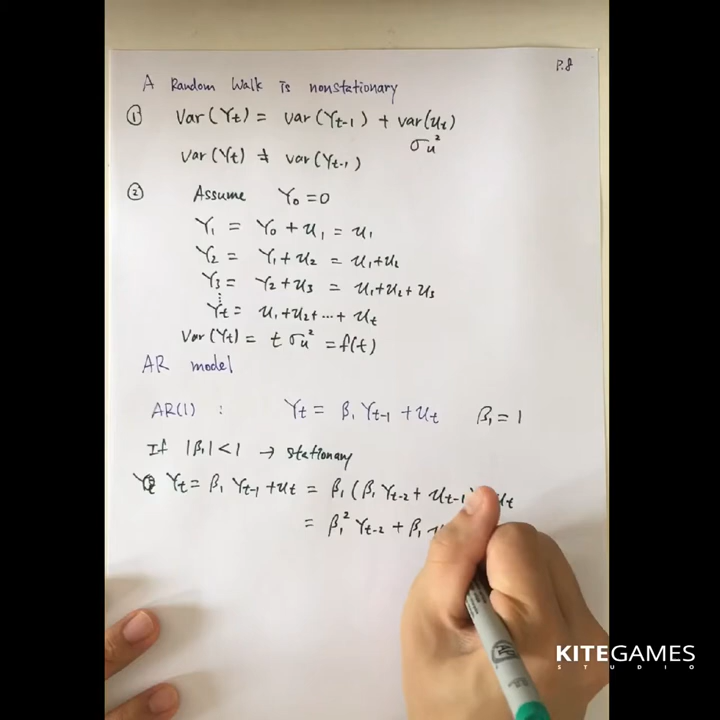 P.8
A Random Walk is nonstationary
① Var(Yt) = var(Yt-1) + var(ut)
σu²
Var(Yt) ≠ var(Yt-1)
② Assume Y0 = 0
Y1 = Y0 + u1 = u1
Y2 = Y1 + u2 = u1+u2
Y3 = Y2 + u3 = u1+u2+u3
⋮
Yt = u1+u2+...+ut
Var(Yt) = t σu² = f(t)
AR model
AR(1) : Yt = β1 Yt-1 + ut β1 = 1
If |β1| < 1 → stationary
Yt = β1 Yt-1 + ut = β1 (β1 Yt-2 + ut-1) ut
= β1² Yt-2 + β1
KITEGAMES
STUDIO